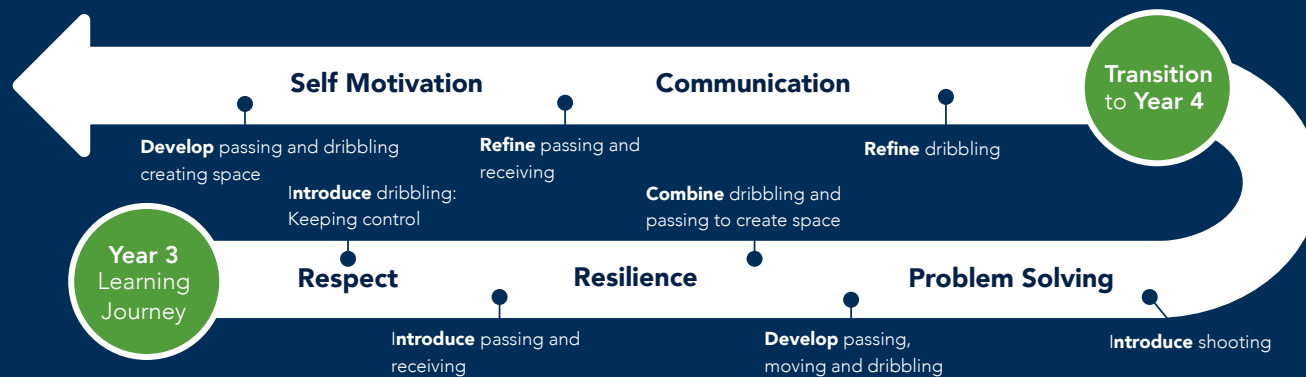 Self Motivation
Communication
Transition
to Year 4
Develop passing and dribbling
creating space
Refine passing and
receiving
Refine dribbling
Introduce dribbling:
Keeping control
Combine dribbling and
passing to create space
Year 3
Learning
Journey
Respect
Resilience
Problem Solving
Introduce passing and
receiving
Develop passing,
moving and dribbling
Introduce shooting